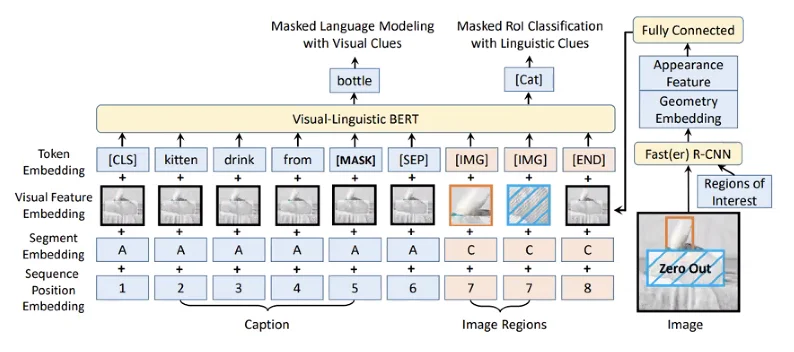 Masked Language Modeling
with Visual Clues
Masked RoI Classification
with Linguistic Clues
Fully Connected
bottle
[Cat]
Appearance
Feature
Geometry
Embedding
Visual-Linguistic BERT
Fast(er) R-CNN
Token
Embedding
[CLS] kitten drink from [MASK] [SEP] [IMG] [IMG] [END]
+ + + + + + + + +
Regions of
Interest
Visual Feature
Embedding
+ + + + + + + + +
Segment
Embedding
A A A A A A C C C
+ + + + + + + + +
Zero Out
Sequence
Position
Embedding
1 2 3 4 5 6 7 7 8
Caption
Image Regions
Image